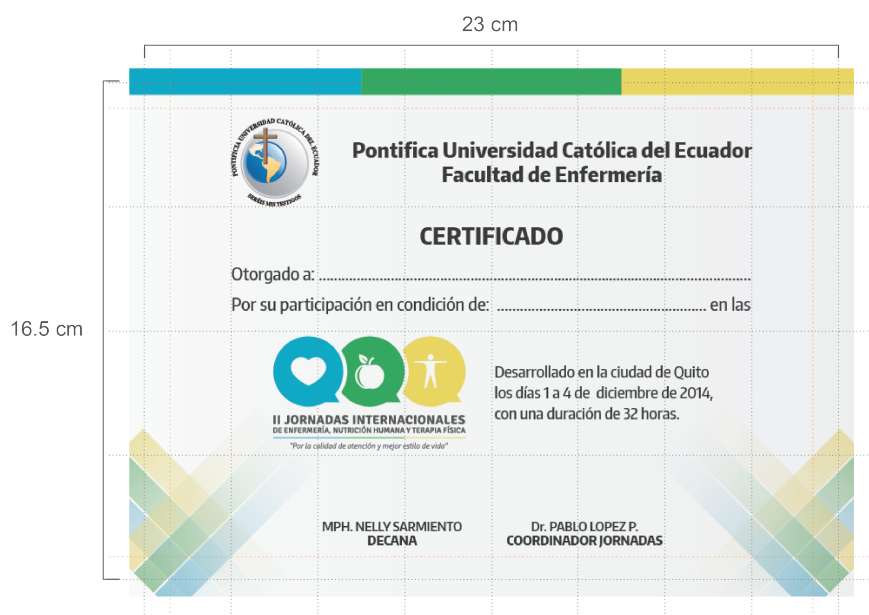 23 cm
16.5 cm
PONTIFICIA UNIVERSIDAD CATÓLICA DEL ECUADOR
SERÉIS MIS TESTIGOS
Pontifica Universidad Católica del Ecuador
Facultad de Enfermería
CERTIFICADO
Otorgado a: ....................................................................................................
Por su participación en condición de: .................................................. en las
II JORNADAS INTERNACIONALES
DE ENFERMERÍA, NUTRICIÓN HUMANA Y TERAPIA FÍSICA
"Por la calidad de atención y mejor estilo de vida"
Desarrollado en la ciudad de Quito
los días 1 a 4 de diciembre de 2014,
con una duración de 32 horas.
MPH. NELLY SARMIENTO
DECANA
Dr. PABLO LOPEZ P.
COORDINADOR JORNADAS